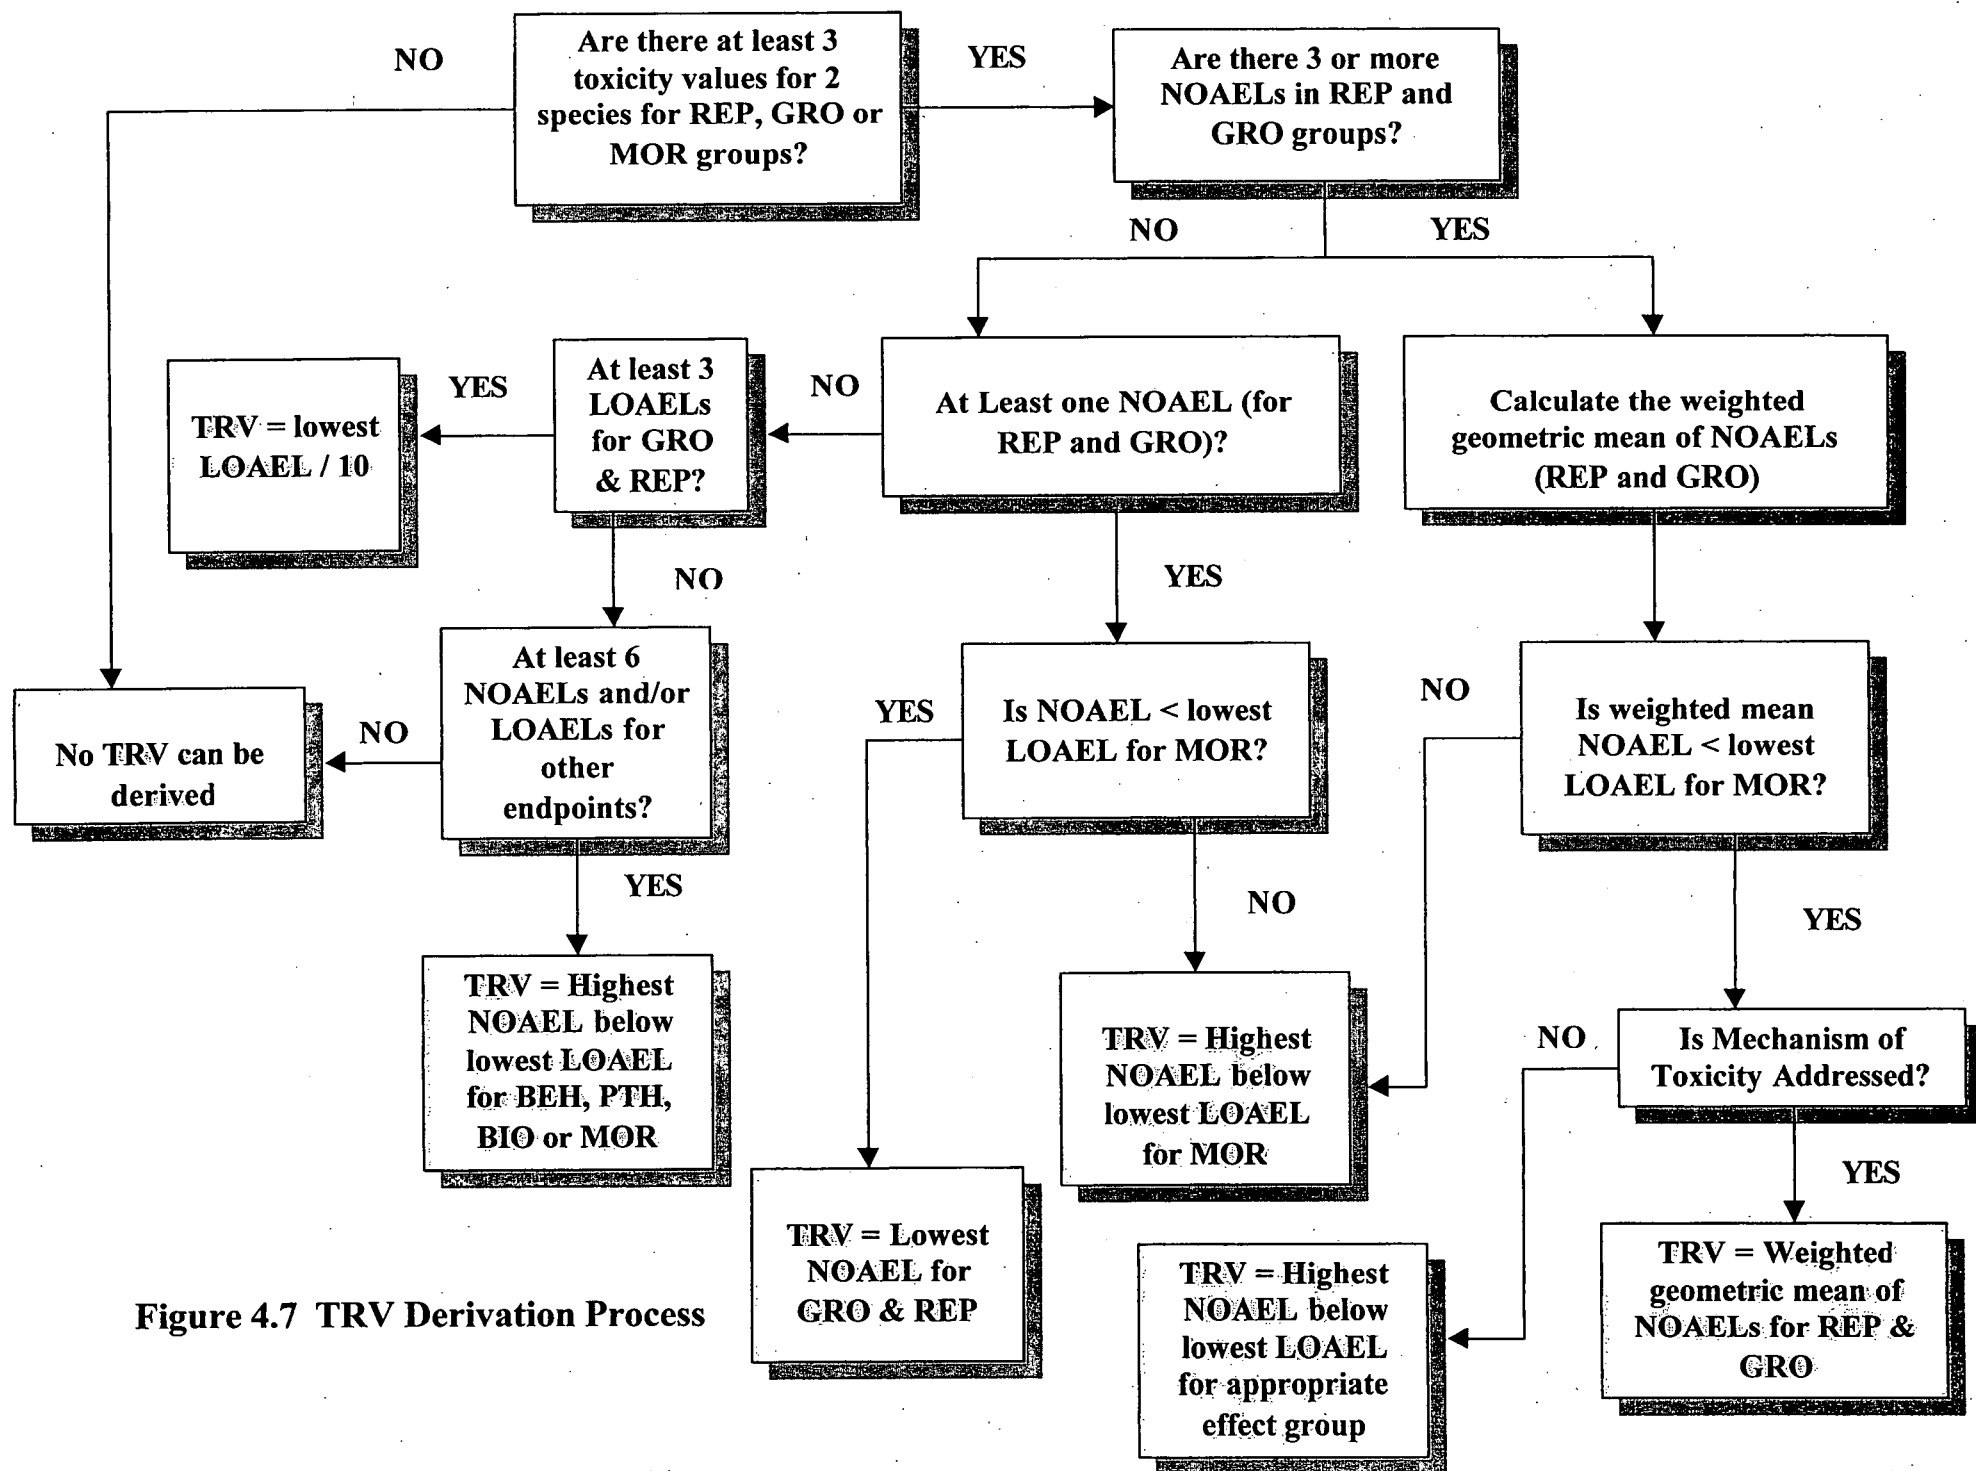 NO
Are there at least 3
toxicity values for 2
species for REP, GRO or
MOR groups?
YES
Are there 3 or more
NOAELs in REP and
GRO groups?
NO
YES
TRV = lowest
LOAEL / 10
YES
At least 3
LOAELs
for GRO
& REP?
NO
At Least one NOAEL (for
REP and GRO)?
Calculate the weighted
geometric mean of NOAELs
(REP and GRO)
NO
YES
No TRV can be
derived
NO
At least 6
NOAELs and/or
LOAELs for
other
endpoints?
YES
Is NOAEL < lowest
LOAEL for MOR?
NO
Is weighted mean
NOAEL < lowest
LOAEL for MOR?
YES
NO
YES
TRV = Highest
NOAEL below
lowest LOAEL
for BEH, PTH,
BIO or MOR
TRV = Highest
NOAEL below
lowest LOAEL
for MOR
NO
Is Mechanism of
Toxicity Addressed?
YES
TRV = Lowest
NOAEL for
GRO & REP
TRV = Highest
NOAEL below
lowest LOAEL
for appropriate
effect group
TRV = Weighted
geometric mean of
NOAELs for REP &
GRO
Figure 4.7 TRV Derivation Process